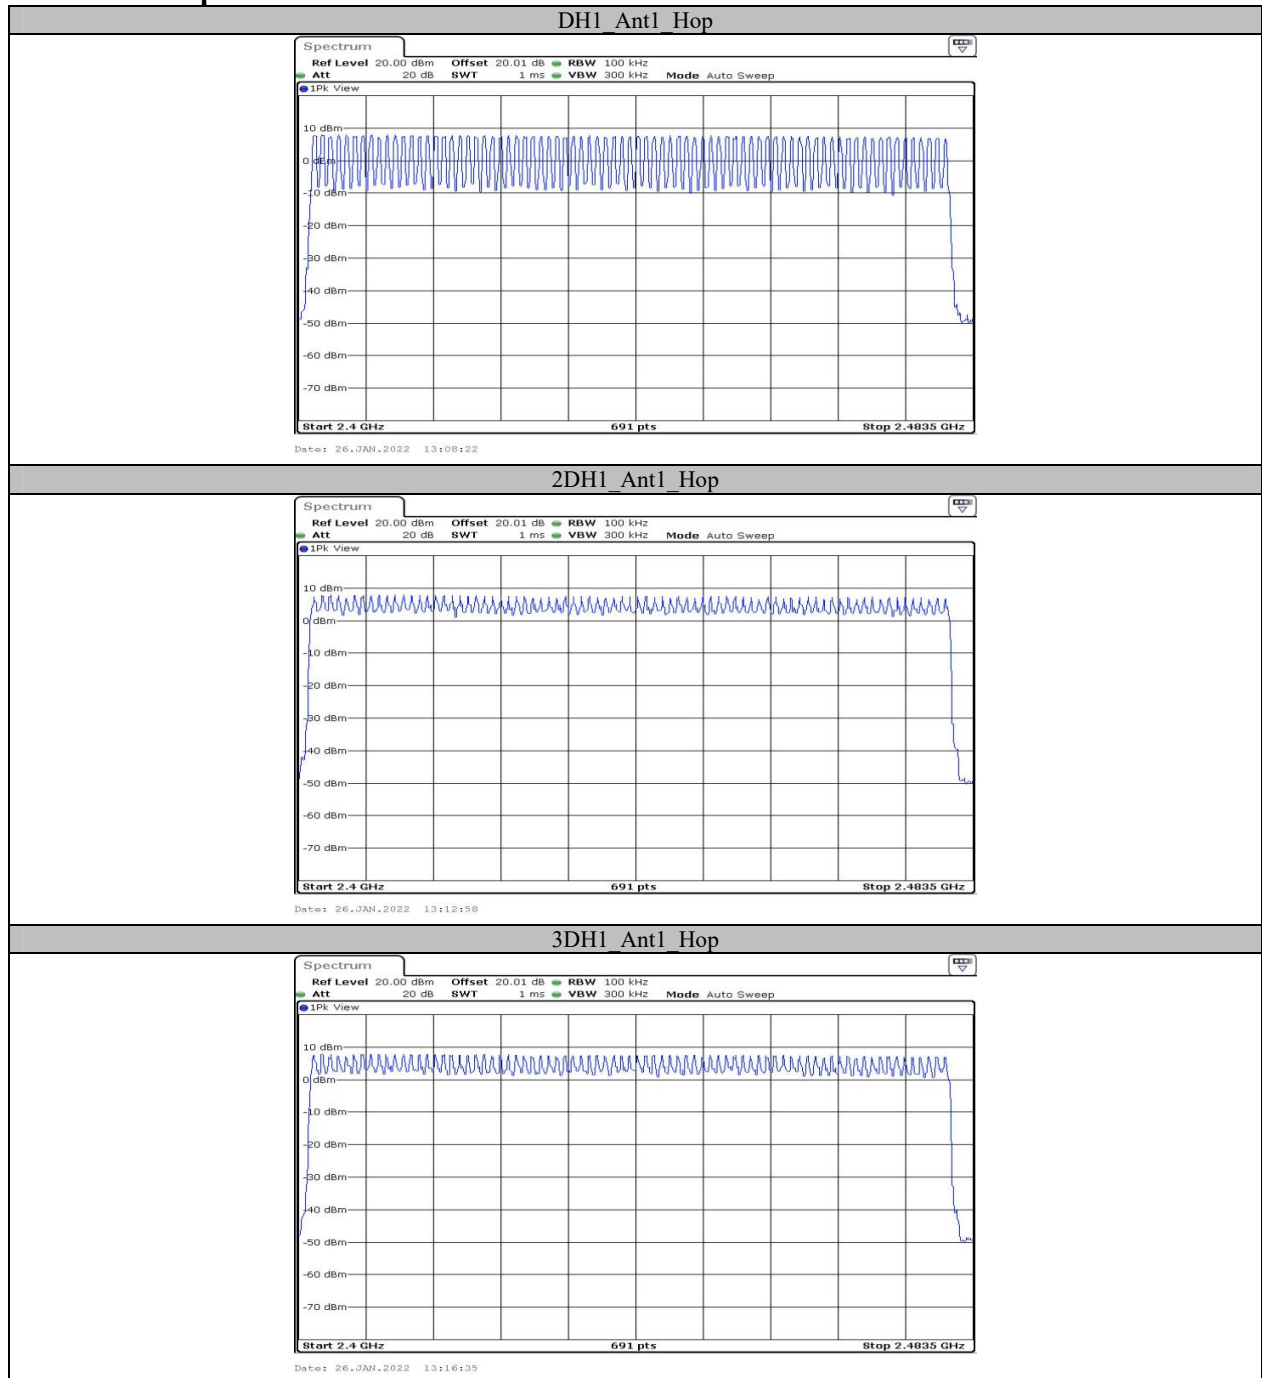 DH1_Ant1_Hop
Spectrum
Ref Level 20.00 dBm Offset 20.01 dB RBW 100 kHz
Att 20 dB SWT 1 ms VBW 300 kHz Mode Auto Sweep
1Pk View
10 dBm
0 dBm
-10 dBm
-20 dBm
-30 dBm
-40 dBm
-50 dBm
-60 dBm
-70 dBm
Start 2.4 GHz 691 pts Stop 2.4835 GHz
Date: 26.JAN.2022 13:08:22
2DH1_Ant1_Hop
Spectrum
Ref Level 20.00 dBm Offset 20.01 dB RBW 100 kHz
Att 20 dB SWT 1 ms VBW 300 kHz Mode Auto Sweep
1Pk View
10 dBm
0 dBm
-10 dBm
-20 dBm
-30 dBm
-40 dBm
-50 dBm
-60 dBm
-70 dBm
Start 2.4 GHz 691 pts Stop 2.4835 GHz
Date: 26.JAN.2022 13:12:58
3DH1_Ant1_Hop
Spectrum
Ref Level 20.00 dBm Offset 20.01 dB RBW 100 kHz
Att 20 dB SWT 1 ms VBW 300 kHz Mode Auto Sweep
1Pk View
10 dBm
0 dBm
-10 dBm
-20 dBm
-30 dBm
-40 dBm
-50 dBm
-60 dBm
-70 dBm
Start 2.4 GHz 691 pts Stop 2.4835 GHz
Date: 26.JAN.2022 13:16:35